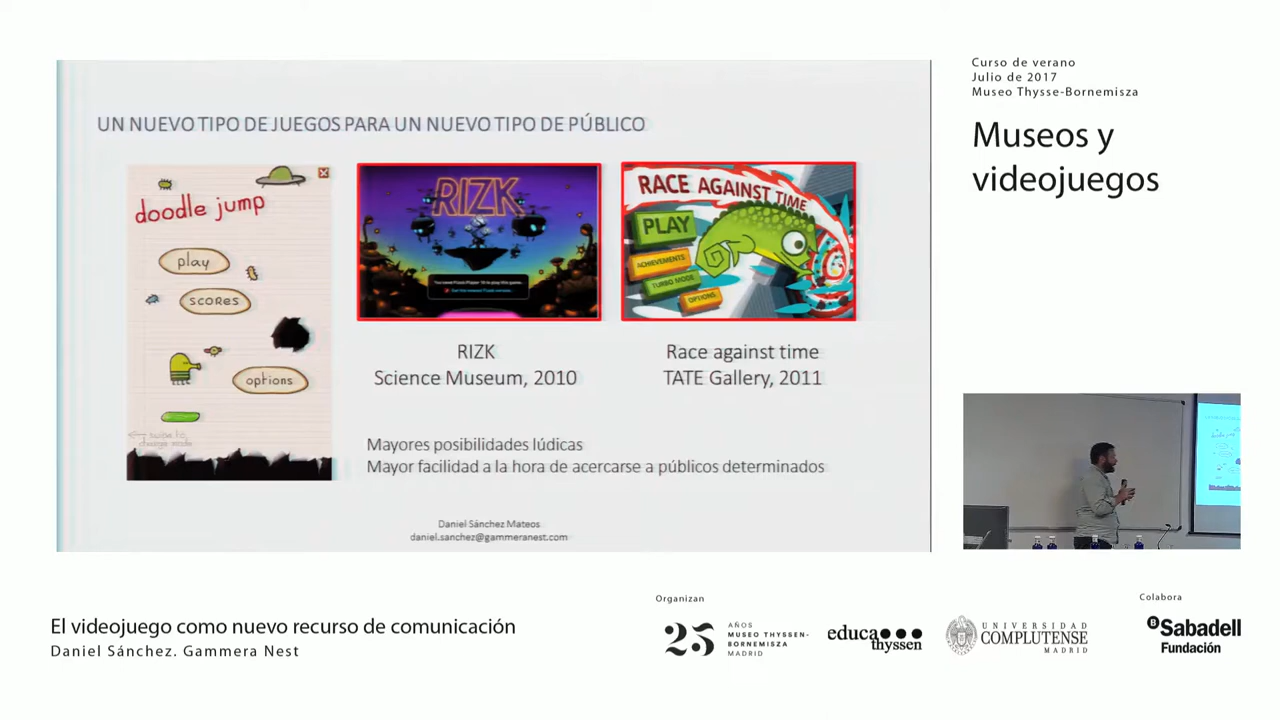 Curso de verano
Julio de 2017
Museo Thysse-Bornemisza
Museos y
videojuegos
UN NUEVO TIPO DE JUEGOS PARA UN NUEVO TIPO DE PÚBLICO
doodle jump
play
scores
options
RIZK
RACE AGAINST TIME
PLAY
ACHIEVEMENTS
TURBO MODE
OPTIONS
RIZK
Science Museum, 2010
Race against time
TATE Gallery, 2011
Mayores posibilidades lúdicas
Mayor facilidad a la hora de acercarse a públicos determinados
Daniel Sánchez Mateos
daniel.sanchez@gammeranest.com
El videojuego como nuevo recurso de comunicación
Daniel Sánchez. Gammera Nest
Organizan
25 AÑOS
MUSEO THYSSEN-
BORNEMISZA
MADRID
educa
thyssen
UNIVERSIDAD
COMPLUTENSE
MADRID
Colabora
B Sabadell
Fundación